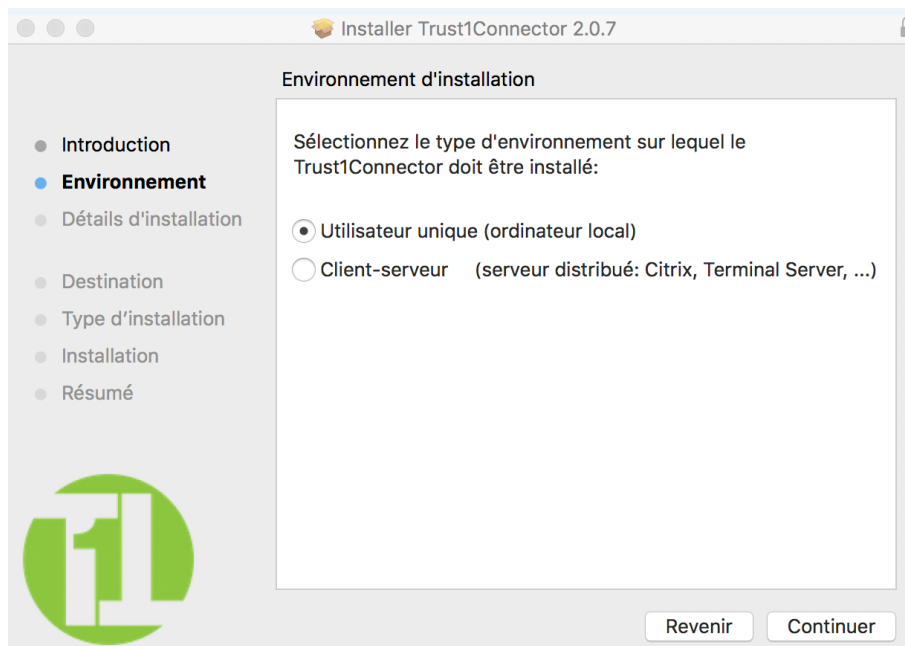 Installer Trust1Connector 2.0.7
Environnement d'installation
Introduction
Environnement
Détails d'installation
Destination
Type d’installation
Installation
Résumé
Sélectionnez le type d'environnement sur lequel le
Trust1Connector doit être installé:
Utilisateur unique (ordinateur local)
Client-serveur (serveur distribué: Citrix, Terminal Server, ...)
11
Revenir
Continuer